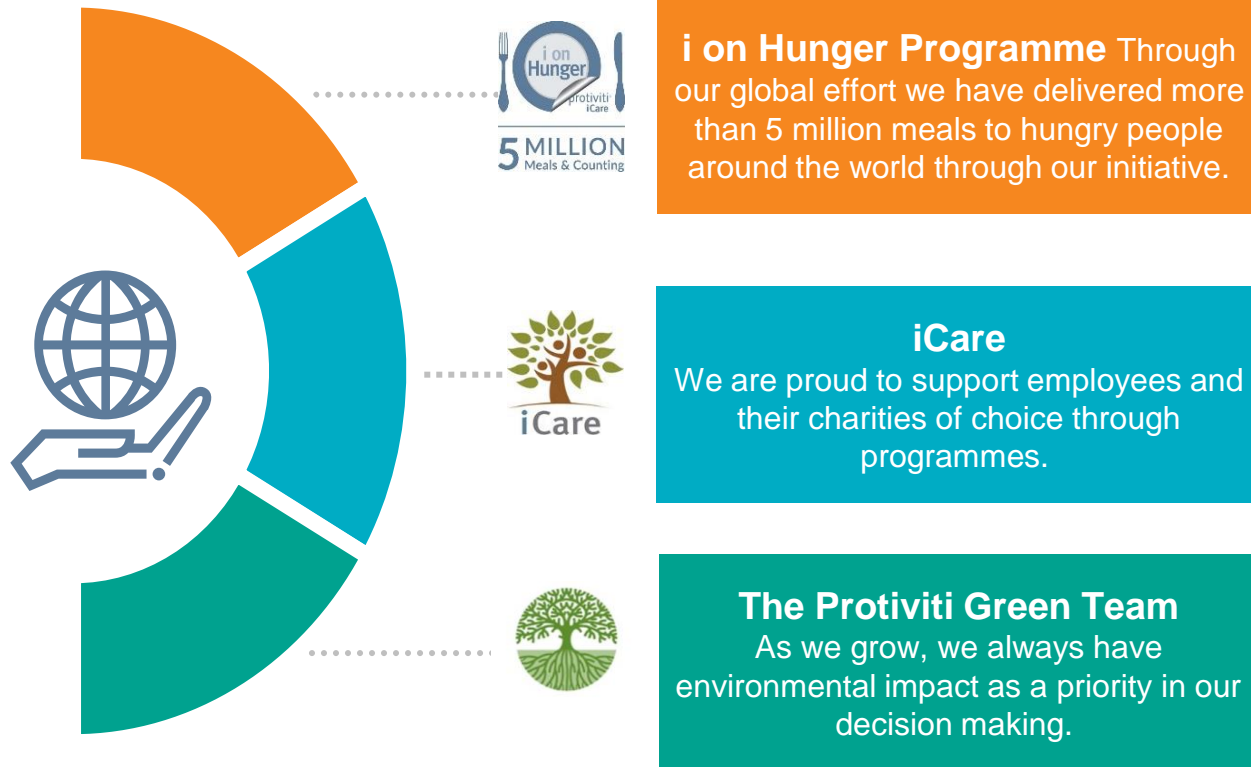 i on
Hunger
protiviti
iCare
5 MILLION
Meals & Counting
i on Hunger Programme Through
our global effort we have delivered more
than 5 million meals to hungry people
around the world through our initiative.
iCare
iCare
We are proud to support employees and
their charities of choice through
programmes.
The Protiviti Green Team
As we grow, we always have
environmental impact as a priority in our
decision making.